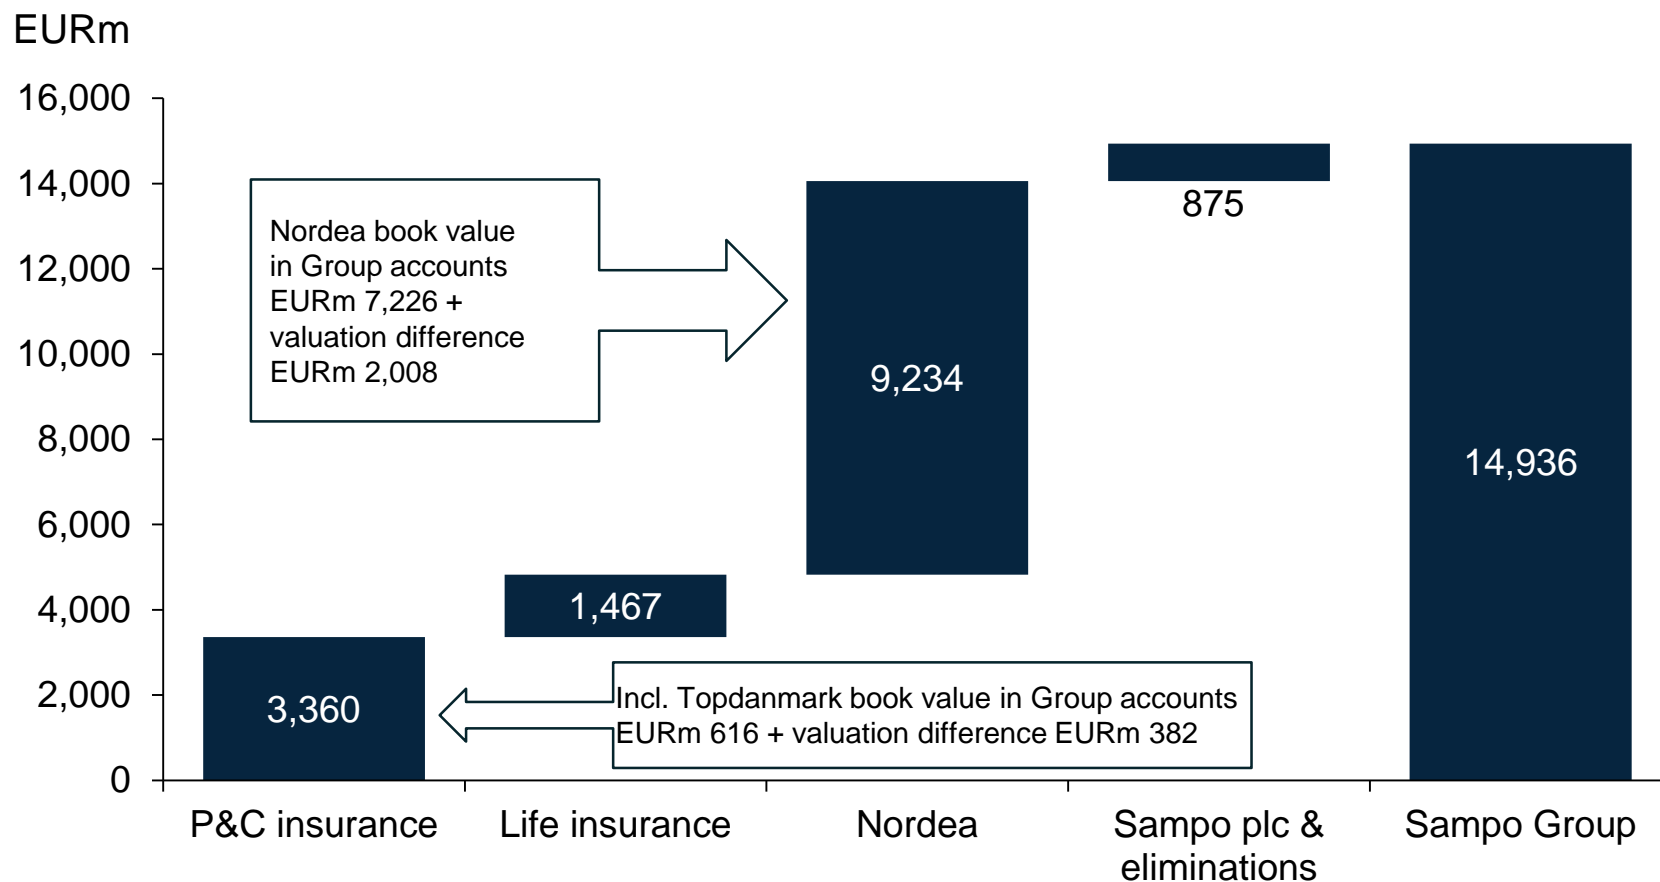 EURm
16,000
14,000
12,000
10,000
8,000
6,000
4,000
2,000
0
Nordea book value
in Group accounts
EURm 7,226 +
valuation difference
EURm 2,008
875
9,234
14,936
1,467
3,360
Incl. Topdanmark book value in Group accounts
EURm 616 + valuation difference EURm 382
P&C insurance
Life insurance
Nordea
Sampo plc &
eliminations
Sampo Group